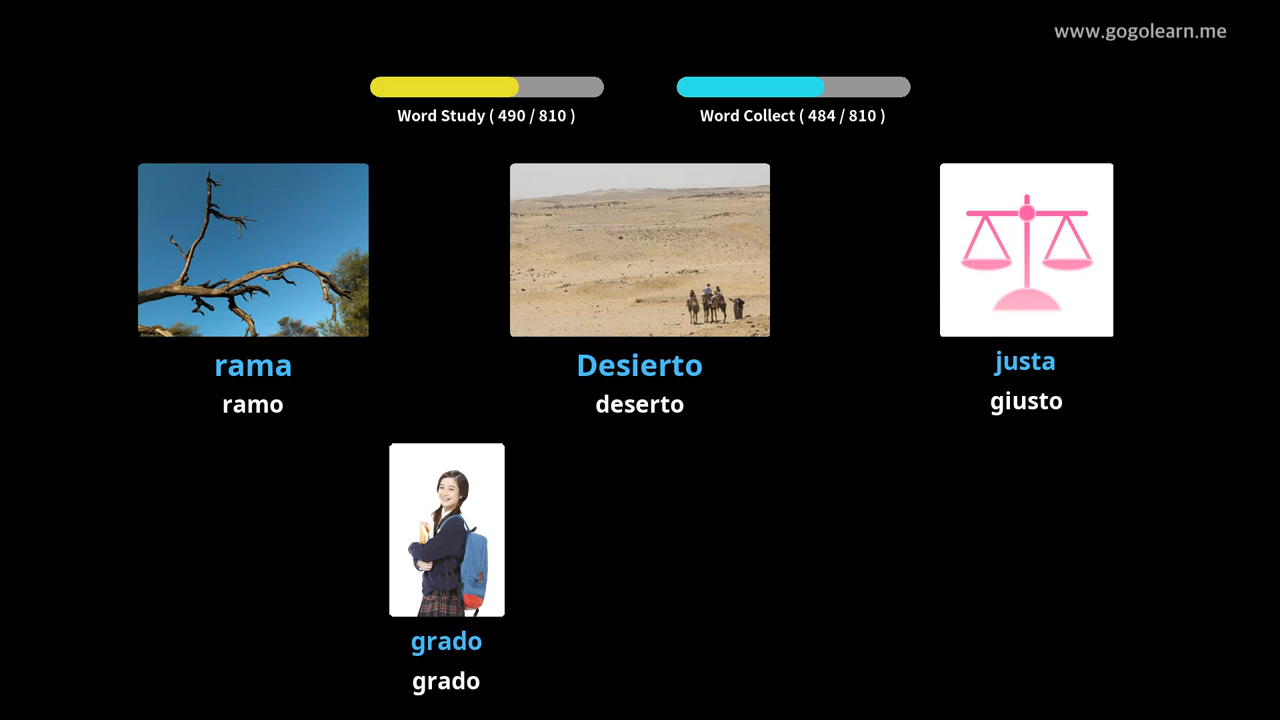 www.gogolearn.me
Word Study ( 490 / 810 )
Word Collect ( 484 / 810 )
rama
ramo
Desierto
deserto
justa
giusto
grado
grado